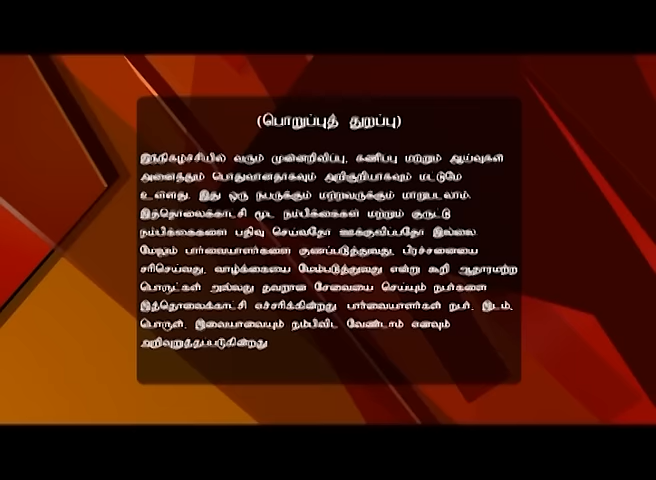 (பொறுப்புத் துறப்பு)
இந்நிகழ்ச்சியில் வரும் முன்னறிவிப்பு, கணிப்பு மற்றும் ஆய்வுகள்
அனைத்தும் பொதுவானதாகவும் அறிகுறியாகவும் மட்டுமே
உள்ளது. இது ஒரு நபருக்கும் மற்றவருக்கும் மாறுபடலாம்.
இத்தொலைக்காட்சி மூட நம்பிக்கைகள் மற்றும் குருட்டு
நம்பிக்கைகளை பதிவு செய்வதோ ஊக்குவிப்பதோ இல்லை
மேலும் பார்வையாளர்களை குணப்படுத்துவது, பிரச்சனையை
சரிசெய்வது, வாழ்க்கையை மேம்படுத்துவது என்று கூறி ஆதாரமற்ற
பொருட்கள் அல்லது தவறான சேவையை செய்யும் நபர்களை
இத்தொலைக்காட்சி எச்சரிக்கின்றது பார்வையாளர்கள் நபர், இடம்,
பொருள், இவையாவையும் நம்பிவிட வேண்டாம் எனவும்
அறிவுறுத்தப்படுகின்றது